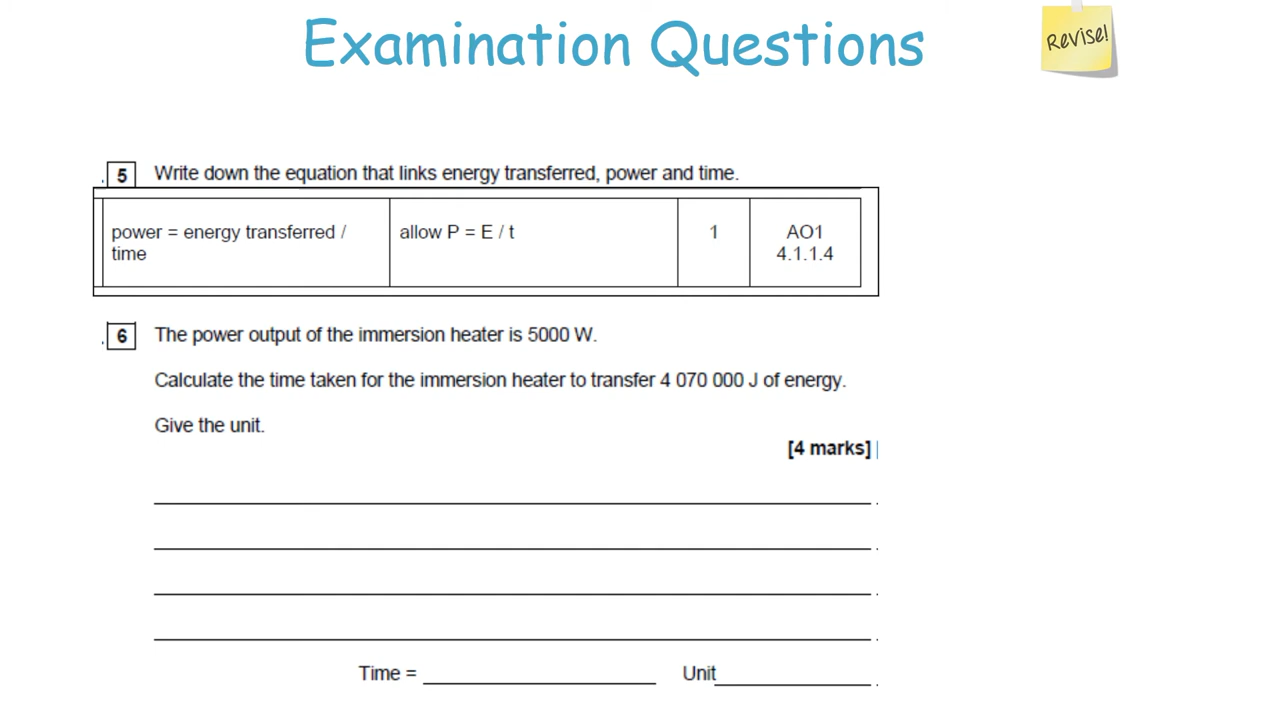 Examination Questions
Revise!
5 Write down the equation that links energy transferred, power and time.
power = energy transferred / allow P = E / t 1 AO1
time 4.1.1.4
6 The power output of the immersion heater is 5000 W.
Calculate the time taken for the immersion heater to transfer 4 070 000 J of energy.
Give the unit.
[4 marks]
Time = Unit